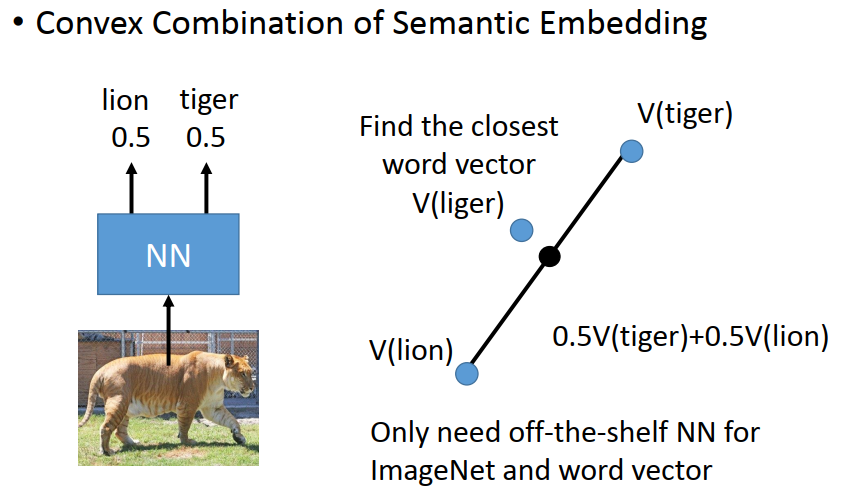 • Convex Combination of Semantic Embedding
lion tiger
0.5 0.5
NN
Find the closest
word vector
V(liger)
V(tiger)
V(lion)
0.5V(tiger)+0.5V(lion)
Only need off-the-shelf NN for
ImageNet and word vector